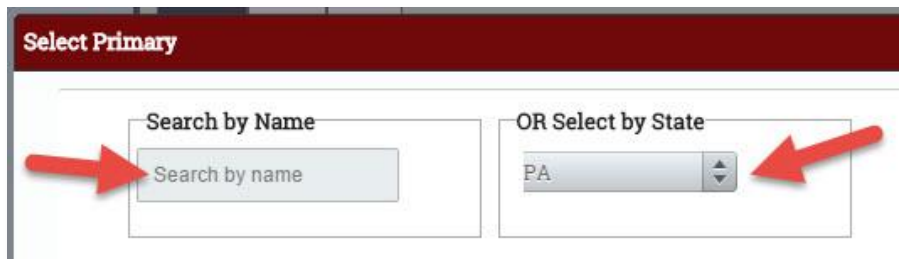 Select Primary
Search by Name
OR Select by State
Search by name
PA